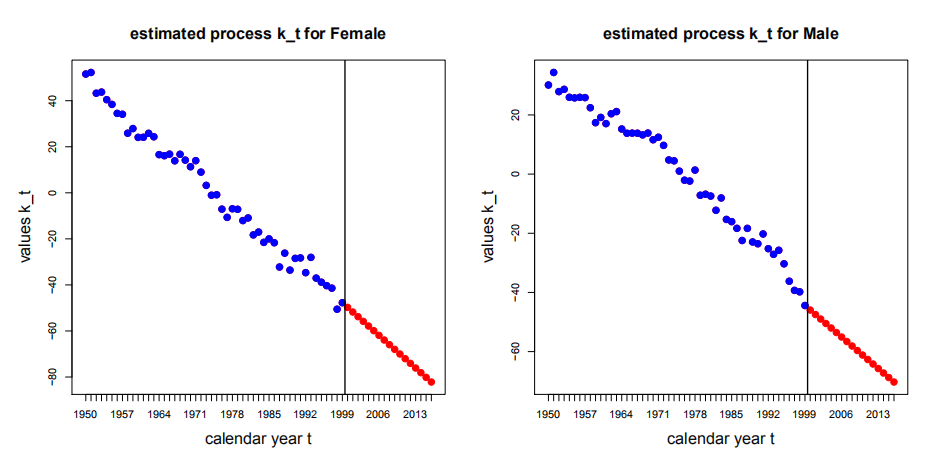 estimated process k_t for Female
values k_t
40
20
0
-20
-40
-60
-80
1950 1957 1964 1971 1978 1985 1992 1999 2006 2013
calendar year t
estimated process k_t for Male
values k_t
20
0
-20
-40
-60
1950 1957 1964 1971 1978 1985 1992 1999 2006 2013
calendar year t